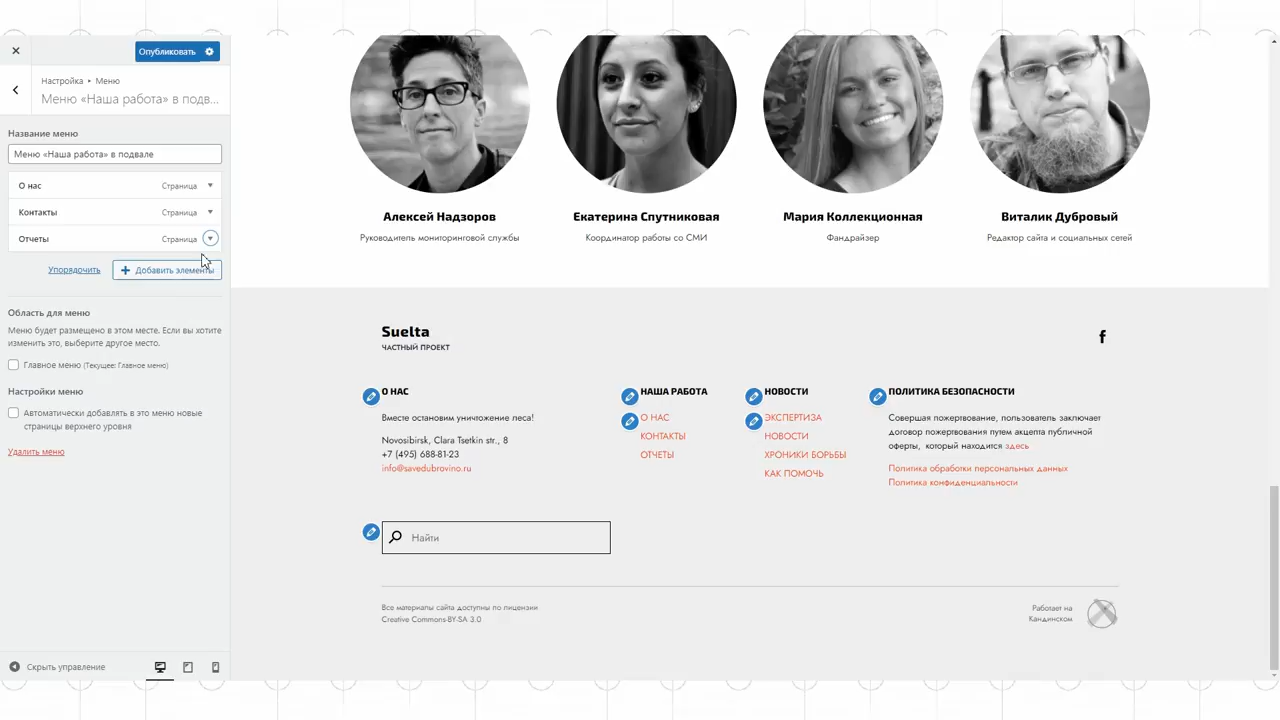 Опубликовать
Настройка ▸ Меню
Меню «Наша работа» в подв...
Название меню
Меню «Наша работа» в подвале
О нас Страница
Контакты Страница
Отчеты Страница
Упорядочить
Добавить элементы
Область для меню
Меню будет размещено в этом месте. Если вы хотите
изменить это, выберите другое место.
Главное меню (Текущее: Главное меню)
Настройки меню
Автоматически добавлять в это меню новые
страницы верхнего уровня
Удалить меню
Скрыть управление
Алексей Надзоров
Руководитель мониторговой службы
Екатерина Спутниковая
Координатор работы со СМИ
Мария Коллекционная
Фандрайзер
Виталик Дубровый
Редактор сайта и социальных сетей
Suelta
ЧАСТНЫЙ ПРОЕКТ
f
О НАС
Вместе остановим уничтожение леса!
Novosibirsk, Clara Tsetkin str., 8
+7 (495) 688-81-23
info@savedubrovino.ru
НАША РАБОТА
О НАС
КОНТАКТЫ
ОТЧЕТЫ
НОВОСТИ
ЭКСПЕРТИЗА
НОВОСТИ
ХРОНИКИ БОРЬБЫ
КАК ПОМОЧЬ
ПОЛИТИКА БЕЗОПАСНОСТИ
Совершая пожертвование, пользователь заключает
договор пожертвования путем акцепта публичной
оферты, который находится здесь
Политика обработки персональных данных
Политика конфиденциальности
Найти
Все материалы сайта доступны по лицензии
Creative Commons-BY-SA 3.0
Работает на
Кандинском